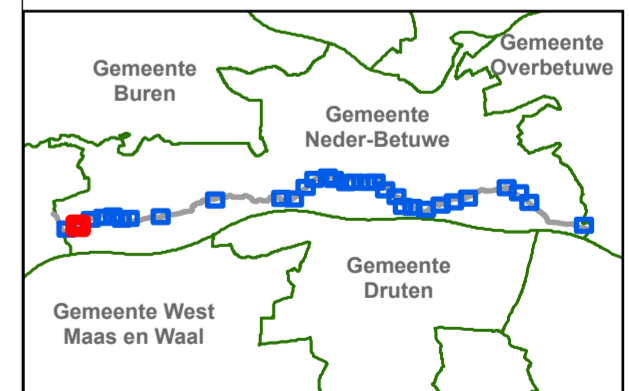 Gemeente
Buren
Gemeente
Overbetuwe
Gemeente
Neder-Betuwe
Gemeente
Druten
Gemeente West
Maas en Waal